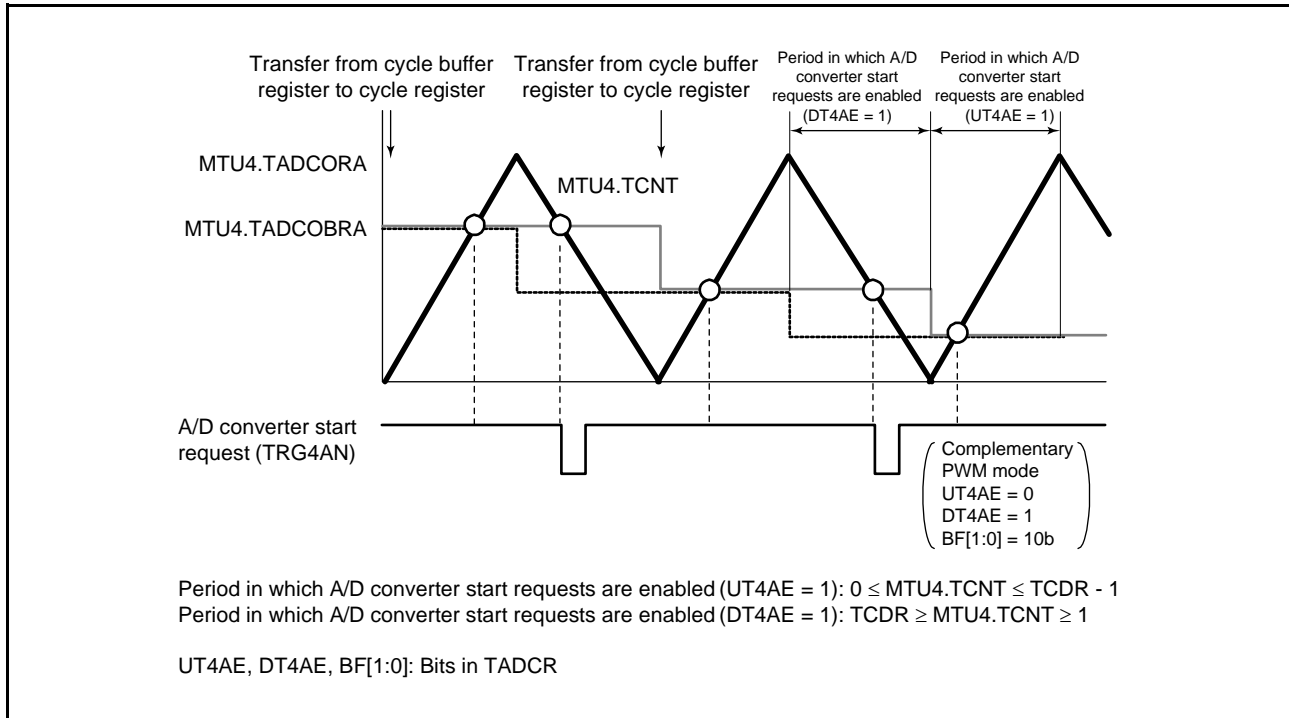 Transfer from cycle buffer
register to cycle register
Transfer from cycle buffer
register to cycle register
Period in which A/D
converter start
requests are enabled
(DT4AE = 1)
Period in which A/D
converter start
requests are enabled
(UT4AE = 1)
MTU4.TADCORA
MTU4.TCNT
MTU4.TADCOBRA
A/D converter start
request (TRG4AN)
Complementary
PWM mode
UT4AE = 0
DT4AE = 1
BF[1:0] = 10b
Period in which A/D converter start requests are enabled (UT4AE = 1): 0 ≤ MTU4.TCNT ≤ TCDR - 1
Period in which A/D converter start requests are enabled (DT4AE = 1): TCDR ≥ MTU4.TCNT ≥ 1
UT4AE, DT4AE, BF[1:0]: Bits in TADCR